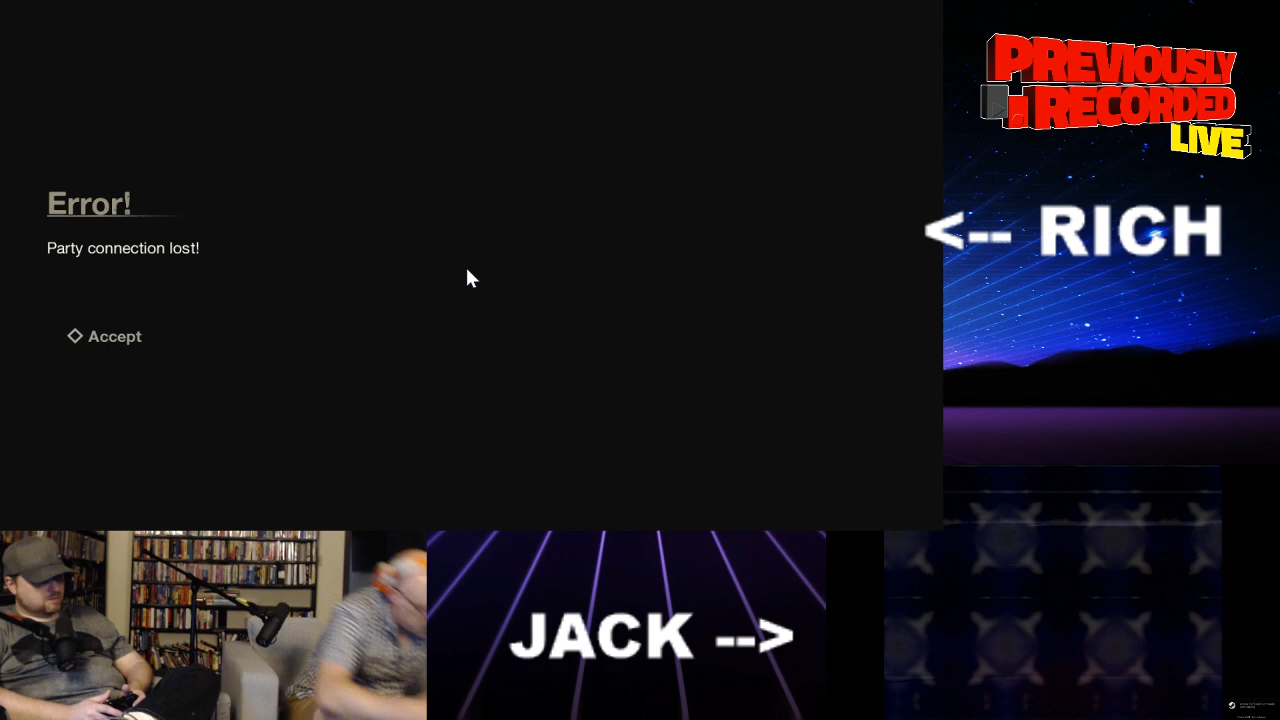 PREVIOUSLY
RECORDED
LIVE
<-- RICH
Error!
Party connection lost!
Accept
JACK -->